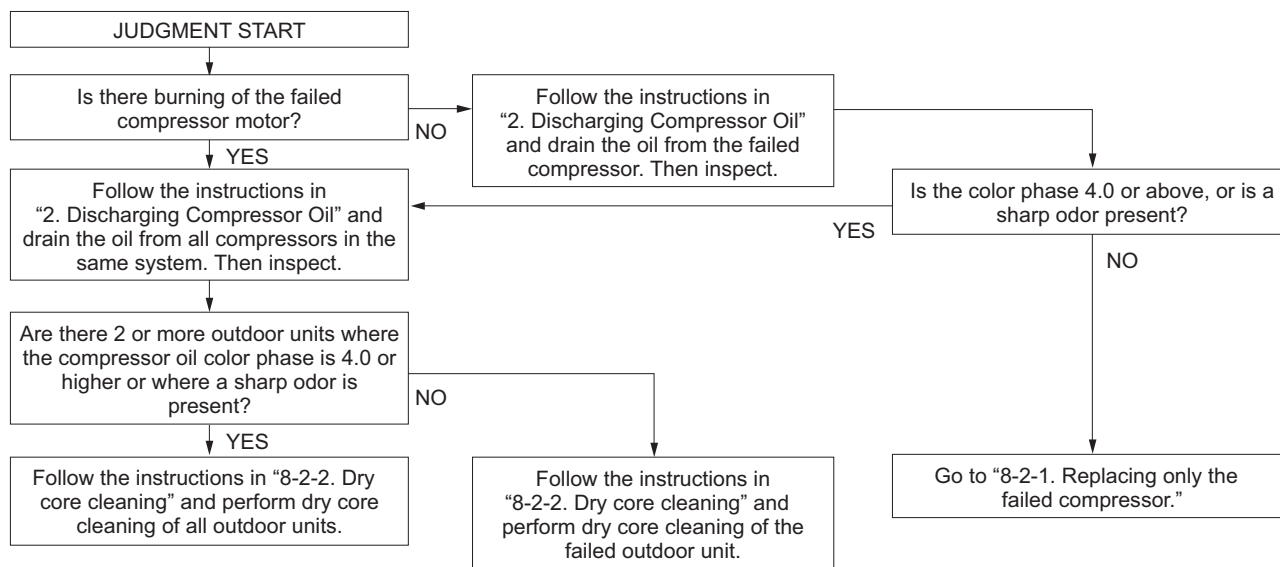 JUDGMENT START
Is there burning of the failed
compressor motor?
NO
YES
Follow the instructions in
“2. Discharging Compressor Oil”
and drain the oil from the failed
compressor. Then inspect.
Is the color phase 4.0 or above, or is a
sharp odor present?
YES
NO
Follow the instructions in
“2. Discharging Compressor Oil” and
drain the oil from all compressors in the
same system. Then inspect.
Are there 2 or more outdoor units where
the compressor oil color phase is 4.0 or
higher or where a sharp odor is
present?
NO
YES
Follow the instructions in “8-2-2. Dry
core cleaning” and perform dry core
cleaning of all outdoor units.
Follow the instructions in
“8-2-2. Dry core cleaning” and
perform dry core cleaning of the
failed outdoor unit.
Go to “8-2-1. Replacing only the
failed compressor.”